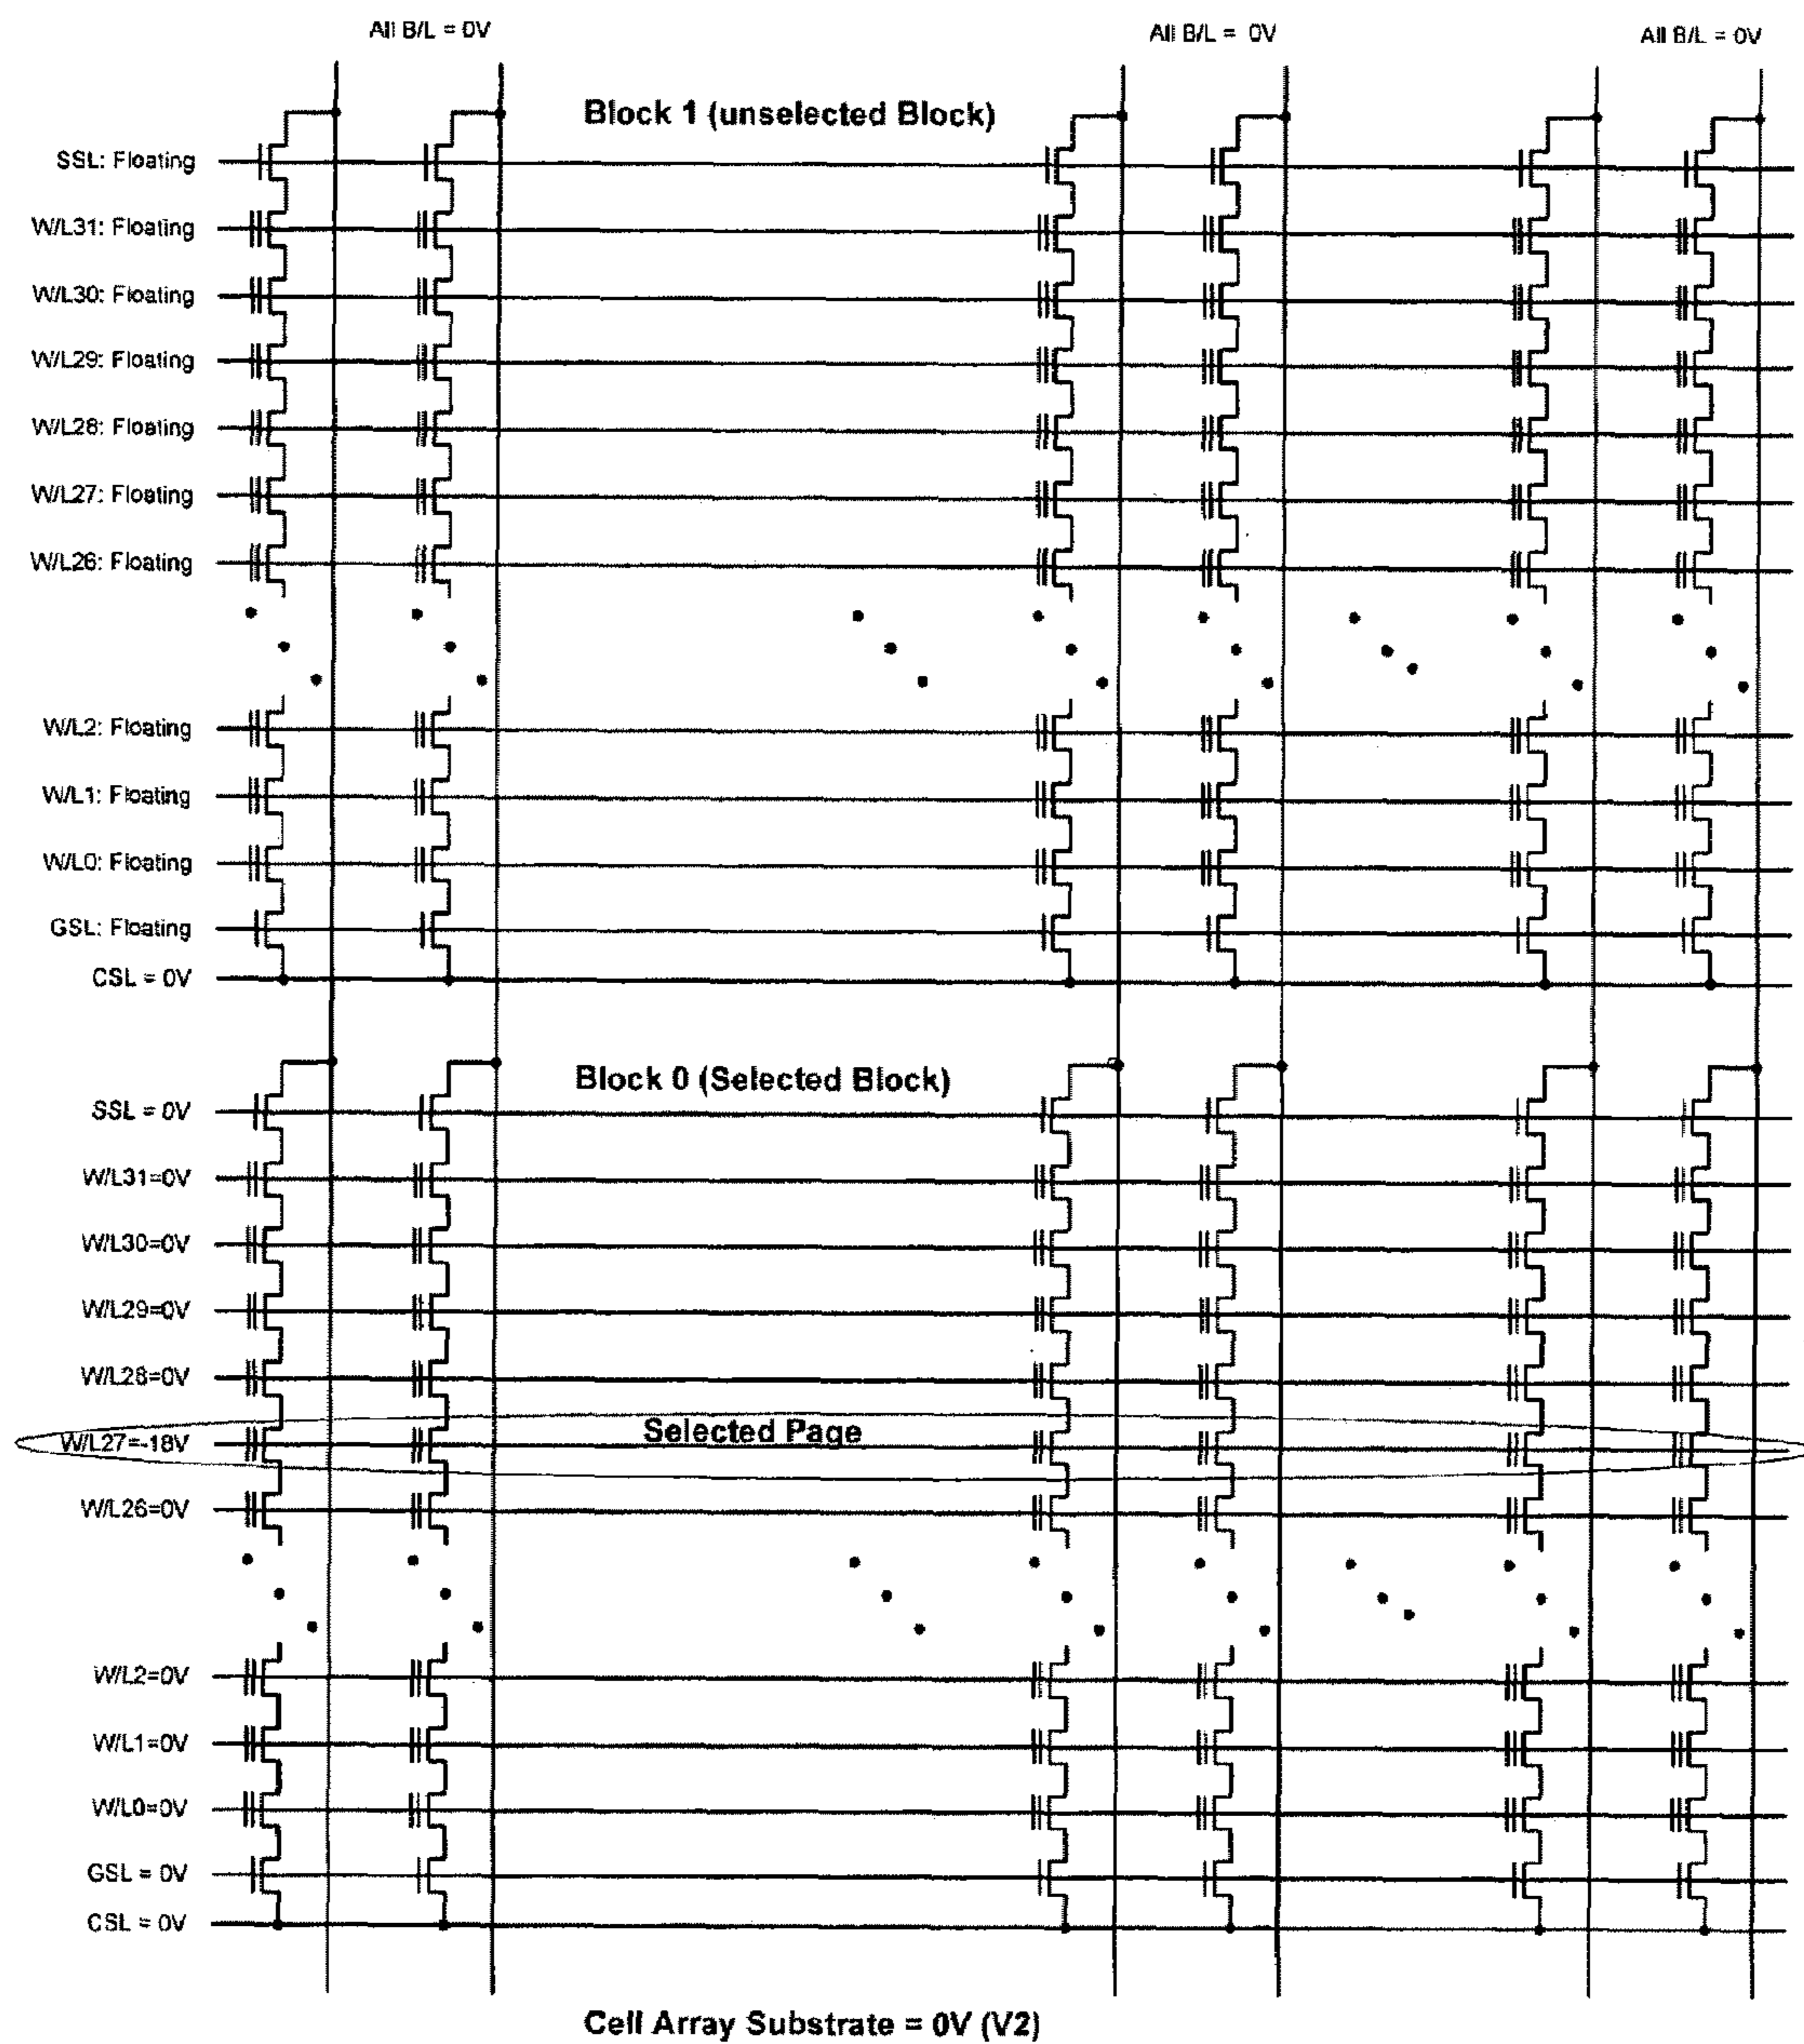 All B/L = 0V
All B/L = 0V
All B/L = 0V
Block 1 (unselected Block)
SSL: Floating
W/L31: Floating
W/L30: Floating
W/L29: Floating
W/L28: Floating
W/L27: Floating
W/L26: Floating
W/L2: Floating
W/L1: Floating
W/L0: Floating
GSL: Floating
CSL = 0V
Block 0 (Selected Block)
SSL = 0V
W/L31=0V
W/L30=0V
W/L29=0V
W/L28=0V
W/L27=-18V
Selected Page
W/L26=0V
W/L2=0V
W/L1=0V
W/L0=0V
GSL = 0V
CSL = 0V
Cell Array Substrate = 0V (V2)